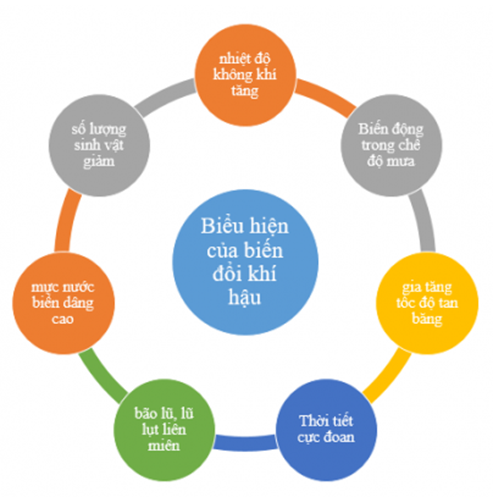 nhiệt độ
không khí
tăng
Biến động
trong chế
độ mưa
gia tăng
tốc độ tan
băng
Thời tiết
cực đoan
bão lũ, lũ
lụt liên
miên
mực nước
biển dâng
cao
số lượng
sinh vật
giảm
Biểu hiện
của biến
đổi khí
hậu